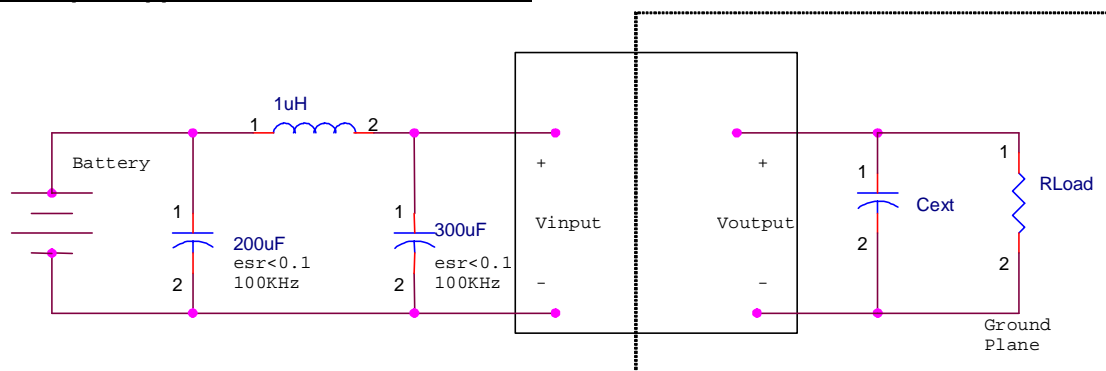 1uH
1 2
Battery
+ +
1 1 1 1
RLoad
Cext
300uF
Vinput Voutput
200uF
esr<0.1 esr<0.1
2 2 2 2
100KHz 100KHz
- -
Ground
Plane